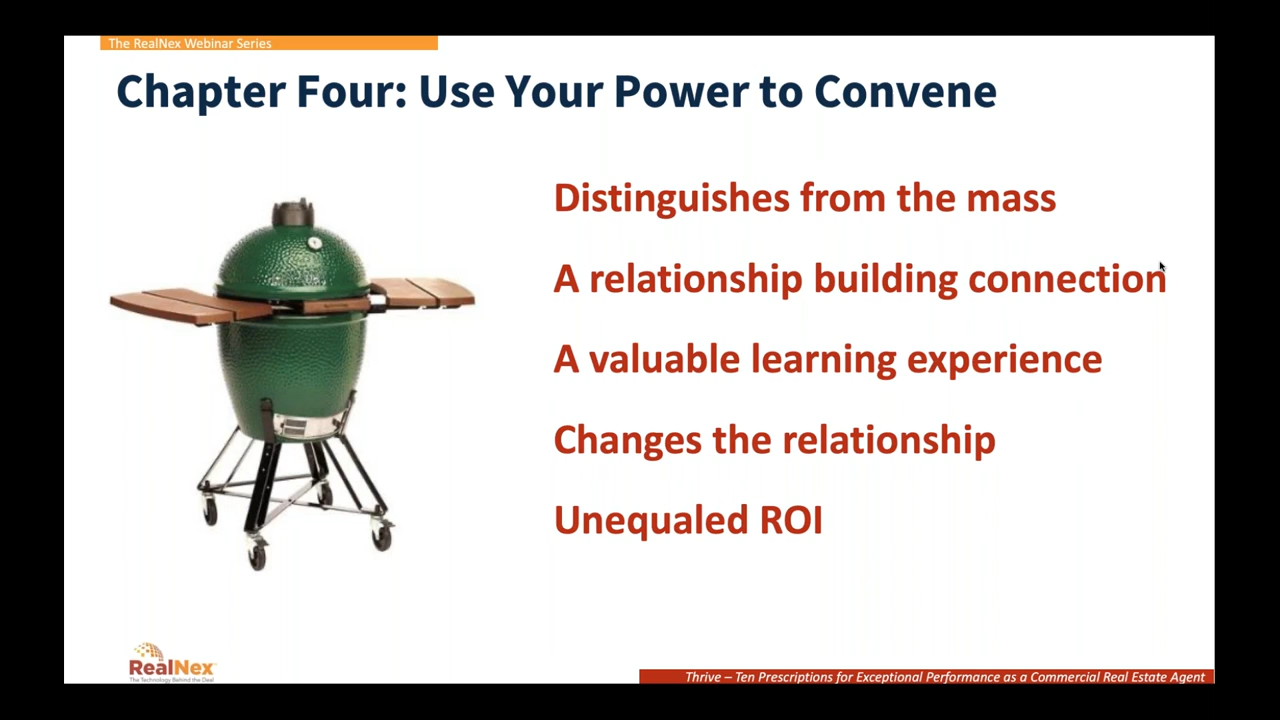 The RealNex Webinar Series
Chapter Four: Use Your Power to Convene
Distinguishes from the mass
A relationship building connection
A valuable learning experience
Changes the relationship
Unequaled ROI
RealNex
The Technology Behind the Deal
Thrive – Ten Prescriptions for Exceptional Performance as a Commercial Real Estate Agent